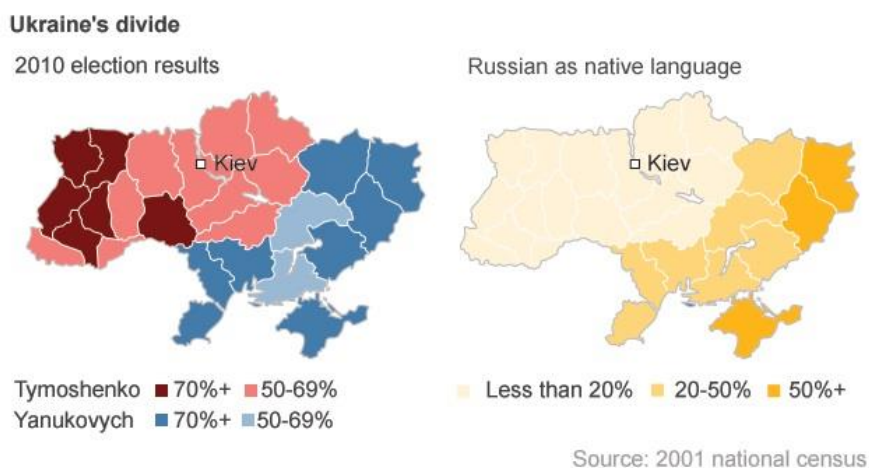 Ukraine's divide
2010 election results
Kiev
Tymoshenko 70%+ 50-69%
Yanukovych 70%+ 50-69%
Russian as native language
Kiev
Less than 20% 20-50% 50%+
Source: 2001 national census